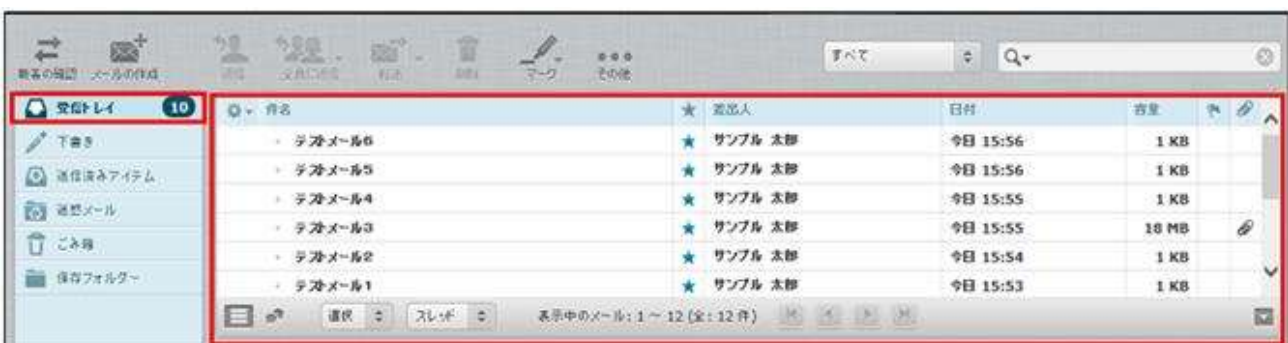 新着の確認 メールの作成 返信 全員に返信 転送 削除 マーク その他 すべて
受信トレイ 10
下書き
送信済みアイテム
迷惑メール
ごみ箱
保存フォルダー
件名 差出人 日付 容量
テストメール6 サンプル 太郎 今日 15:56 1 KB
テストメール5 サンプル 太郎 今日 15:56 1 KB
テストメール4 サンプル 太郎 今日 15:55 1 KB
テストメール3 サンプル 太郎 今日 15:55 18 MB
テストメール2 サンプル 太郎 今日 15:54 1 KB
テストメール1 サンプル 太郎 今日 15:53 1 KB
選択 スレッド 表示中のメール: 1 ～ 12 (全: 12 件)